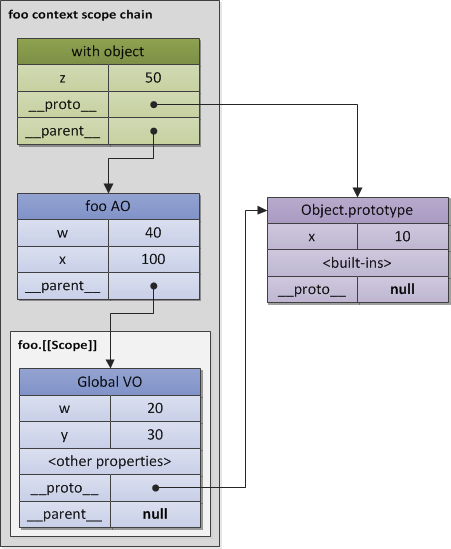 foo context scope chain
with object
z 50
__proto__
__parent__
foo AO
w 40
x 100
__parent__
foo.[[Scope]]
Global VO
w 20
y 30
<other properties>
__proto__
__parent__ null
Object.prototype
x 10
<built-ins>
__proto__ null